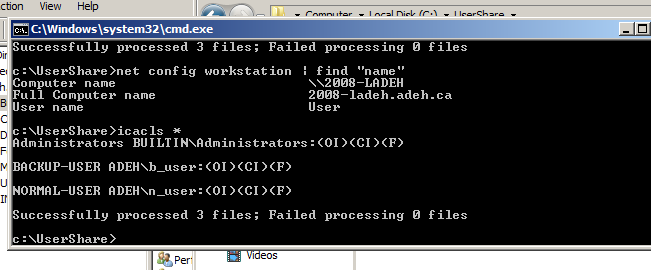 ation View Help
Computer Local Disk (C:) UserShare
C:\Windows\system32\cmd.exe
Successfully processed 3 files; Failed processing 0 files
c:\UserShare>net config workstation | find "name"
Computer name \\2008-LADEH
Full Computer name 2008-ladeh.adeh.ca
User name User
c:\UserShare>icacls *
Administrators BUILTIN\Administrators:(OI)(CI)(F)
BACKUP-USER ADEH\b_user:(OI)(CI)(F)
NORMAL-USER ADEH\n_user:(OI)(CI)(F)
Successfully processed 3 files; Failed processing 0 files
c:\UserShare>
Videos